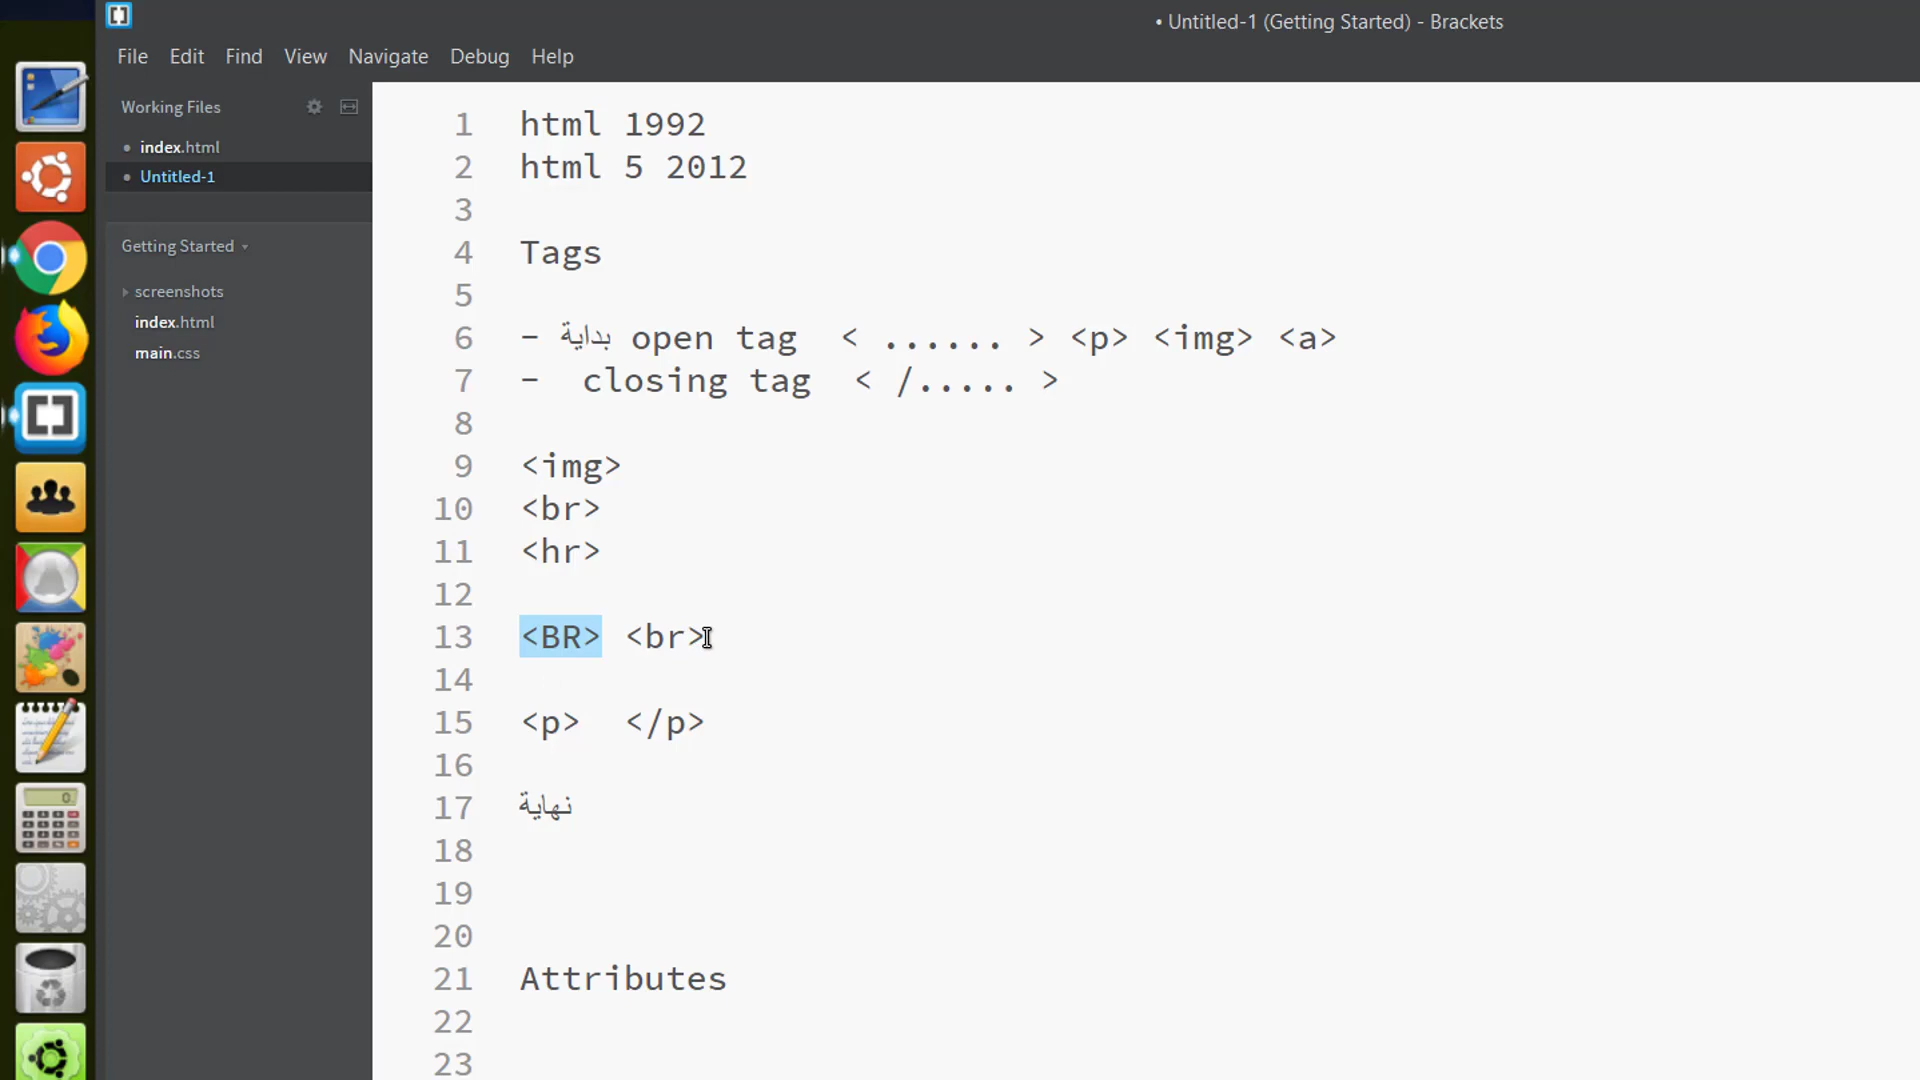 • Untitled-1 (Getting Started) - Brackets
File Edit Find View Navigate Debug Help
Working Files
index.html
Untitled-1
Getting Started
screenshots
index.html
main.css
1 html 1992
2 html 5 2012
3
4 Tags
5
6 - بداية open tag < ...... > <p> <img> <a>
7 - closing tag < /..... >
8
9 <img>
10 <br>
11 <hr>
12
13 <BR> <br>
14
15 <p> </p>
16
17 نهاية
18
19
20
21 Attributes
22
23